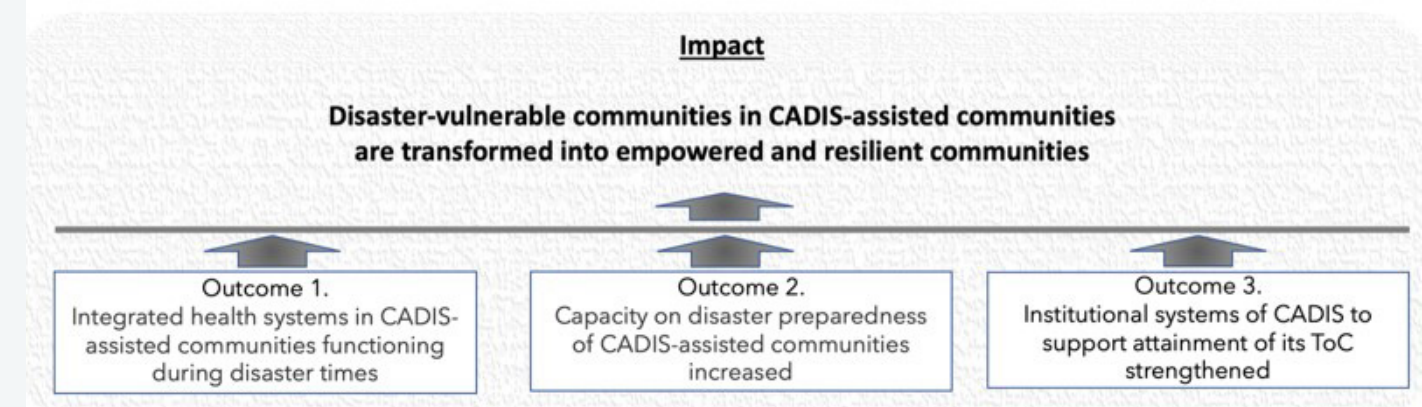 Impact
Disaster-vulnerable communities in CADIS-assisted communities
are transformed into empowered and resilient communities
Outcome 1.
Integrated health systems in CADIS-
assisted communities functioning
during disaster times
Outcome 2.
Capacity on disaster preparedness
of CADIS-assisted communities
increased
Outcome 3.
Institutional systems of CADIS to
support attainment of its ToC
strengthened